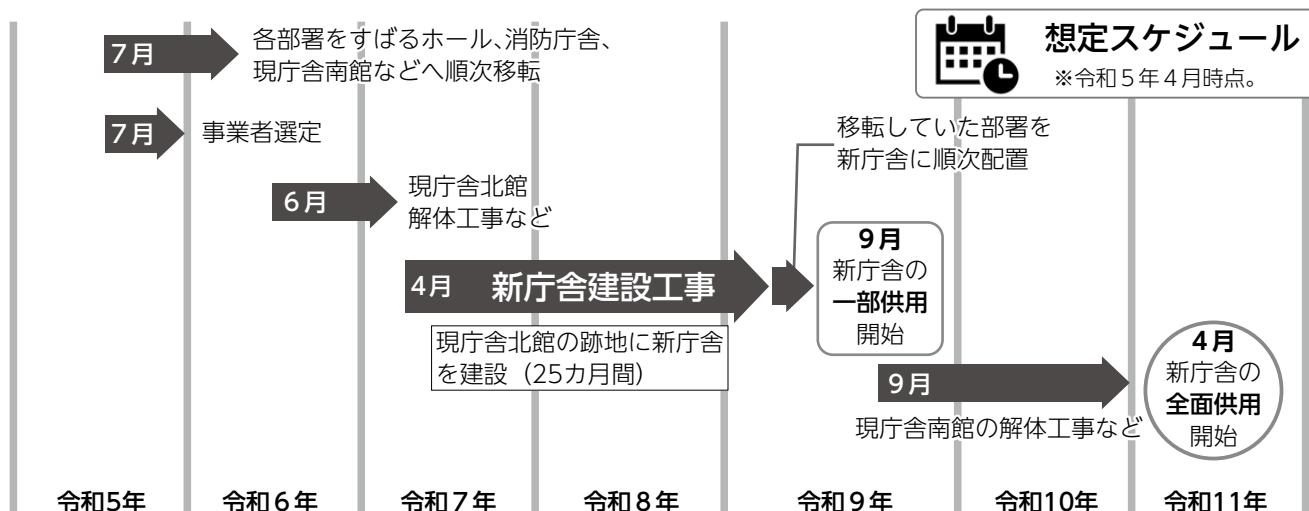 想定スケジュール
※令和5年4月時点。
7月
各部署をすばるホール、消防庁舎、
現庁舎南館などへ順次移転
7月
事業者選定
6月
現庁舎北館
解体工事など
4月 新庁舎建設工事
現庁舎北館の跡地に新庁舎
を建設（25カ月間）
移転していた部署を
新庁舎に順次配置
9月
新庁舎の
一部供用
開始
9月
現庁舎南館の解体工事など
4月
新庁舎の
全面供用
開始
令和5年
令和6年
令和7年
令和8年
令和9年
令和10年
令和11年